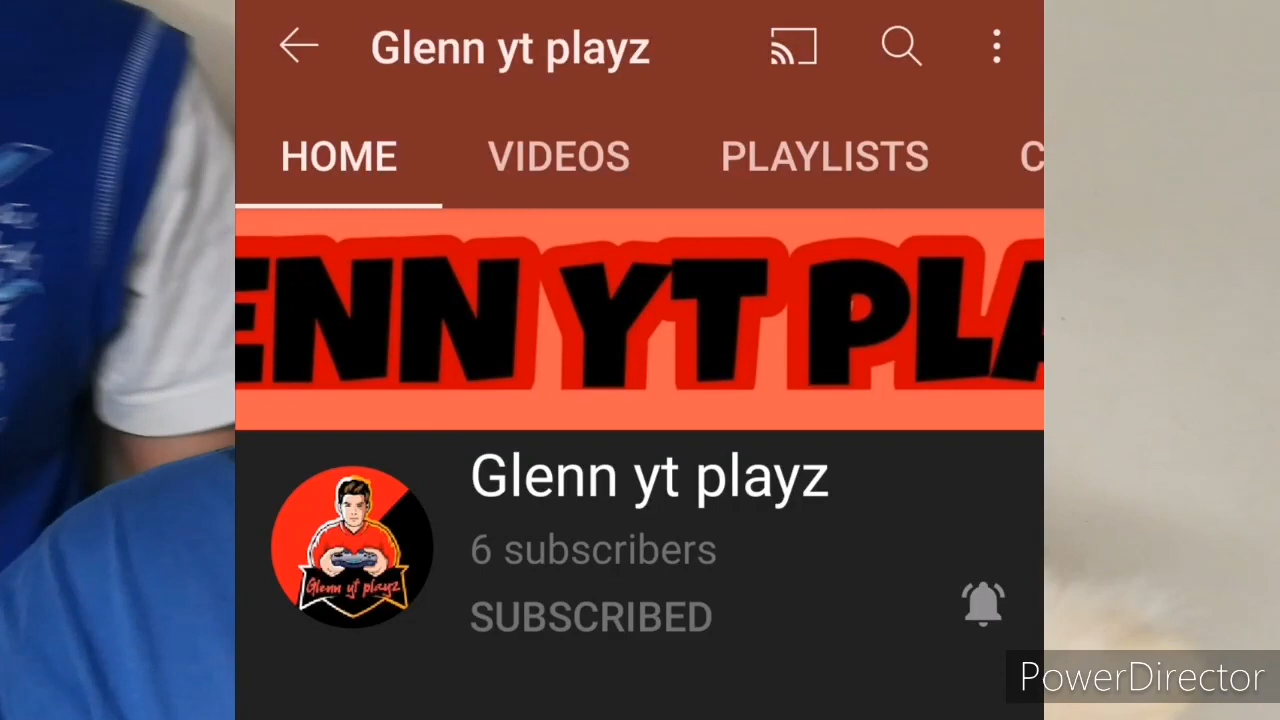 Glenn yt playz
HOME VIDEOS PLAYLISTS C
ENN YT PLA
Glenn yt playz
6 subscribers
SUBSCRIBED
Glenn yt playz
PowerDirector